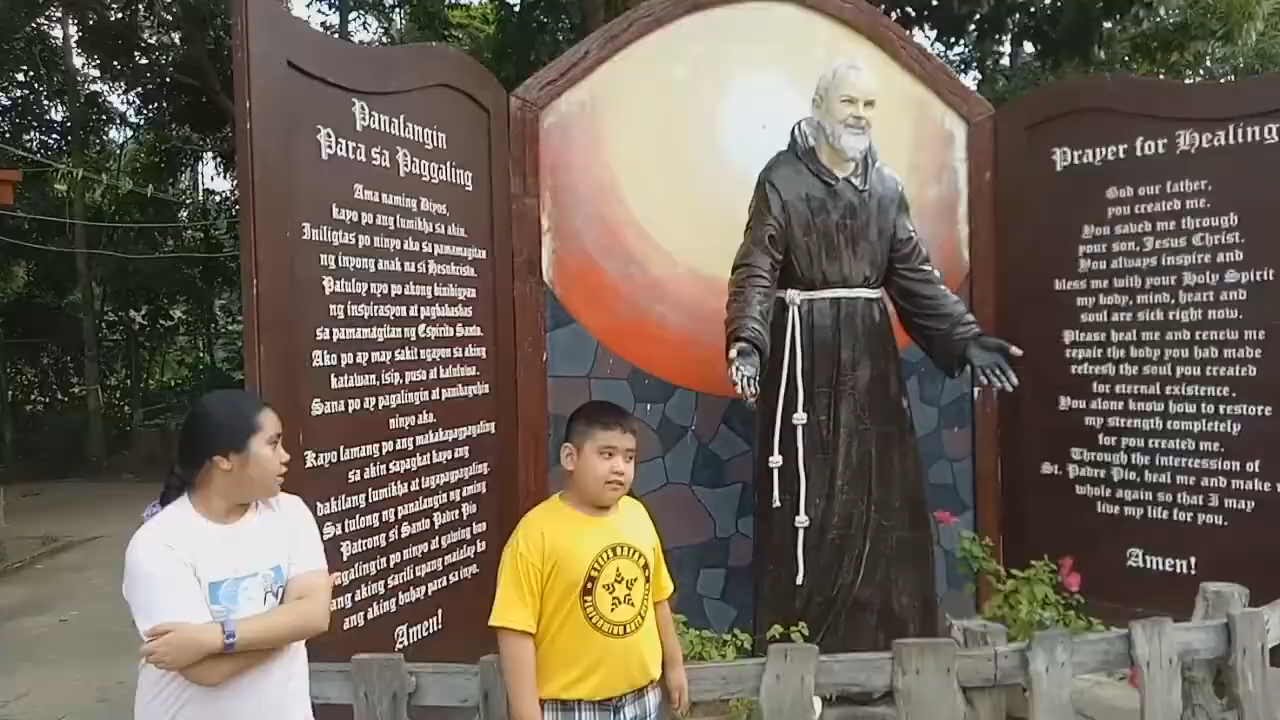 Panalangin
Para sa Paggaling
Ama naming Diyos,
kayo po ang lumikha sa akin.
Iniligtas po ninyo ako sa pamamagitan
ng inyong anak na si Hesukristo.
Patuloy nyo po akong binibigyan
ng inspirasyon at pagbabasbas
sa pamamagitan ng Espirito Santo.
Ako po ay may sakit ngayon sa aking
katawan, isip, puso at kaluluwa.
Sana po ay pagalingin at panibaguhin
ninyo ako.
Kayo lamang po ang makakapagpagaling
sa akin sapagkat kayo ang
dakilang lumikha at tagapagpagaling.
Sa tulong ng panalangin ng aming
Patron si Santo Padre Pio
agalingin po ninyo at gawing buo
ang aking sarili upang maialay ko
ang aking buhay para sa inyo.
Amen!
Prayer for Healing
God our father,
you created me.
You saved me through
your son, Jesus Christ.
You always inspire and
bless me with your Holy Spirit
my body, mind, heart and
soul are sick right now.
Please heal me and renew me
repair the body you had made
refresh the soul you created
for eternal existence.
You alone know how to restore
my strength completely
for you created me.
Through the intercession of
St. Padre Pio, heal me and make
whole again so that I may
live my life for you.
Amen!
PERFORMING ARTS